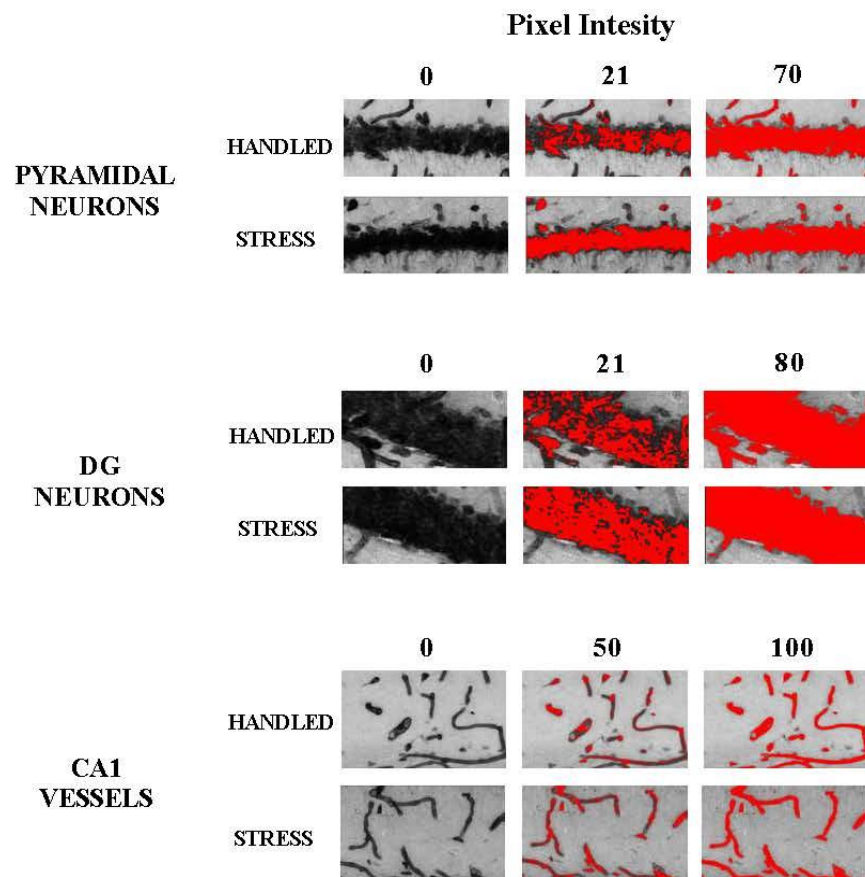 Pixel Intesity
0 21 70
HANDLED
PYRAMIDAL
NEURONS
STRESS
0 21 80
HANDLED
DG
NEURONS
STRESS
0 50 100
HANDLED
CA1
VESSELS
STRESS